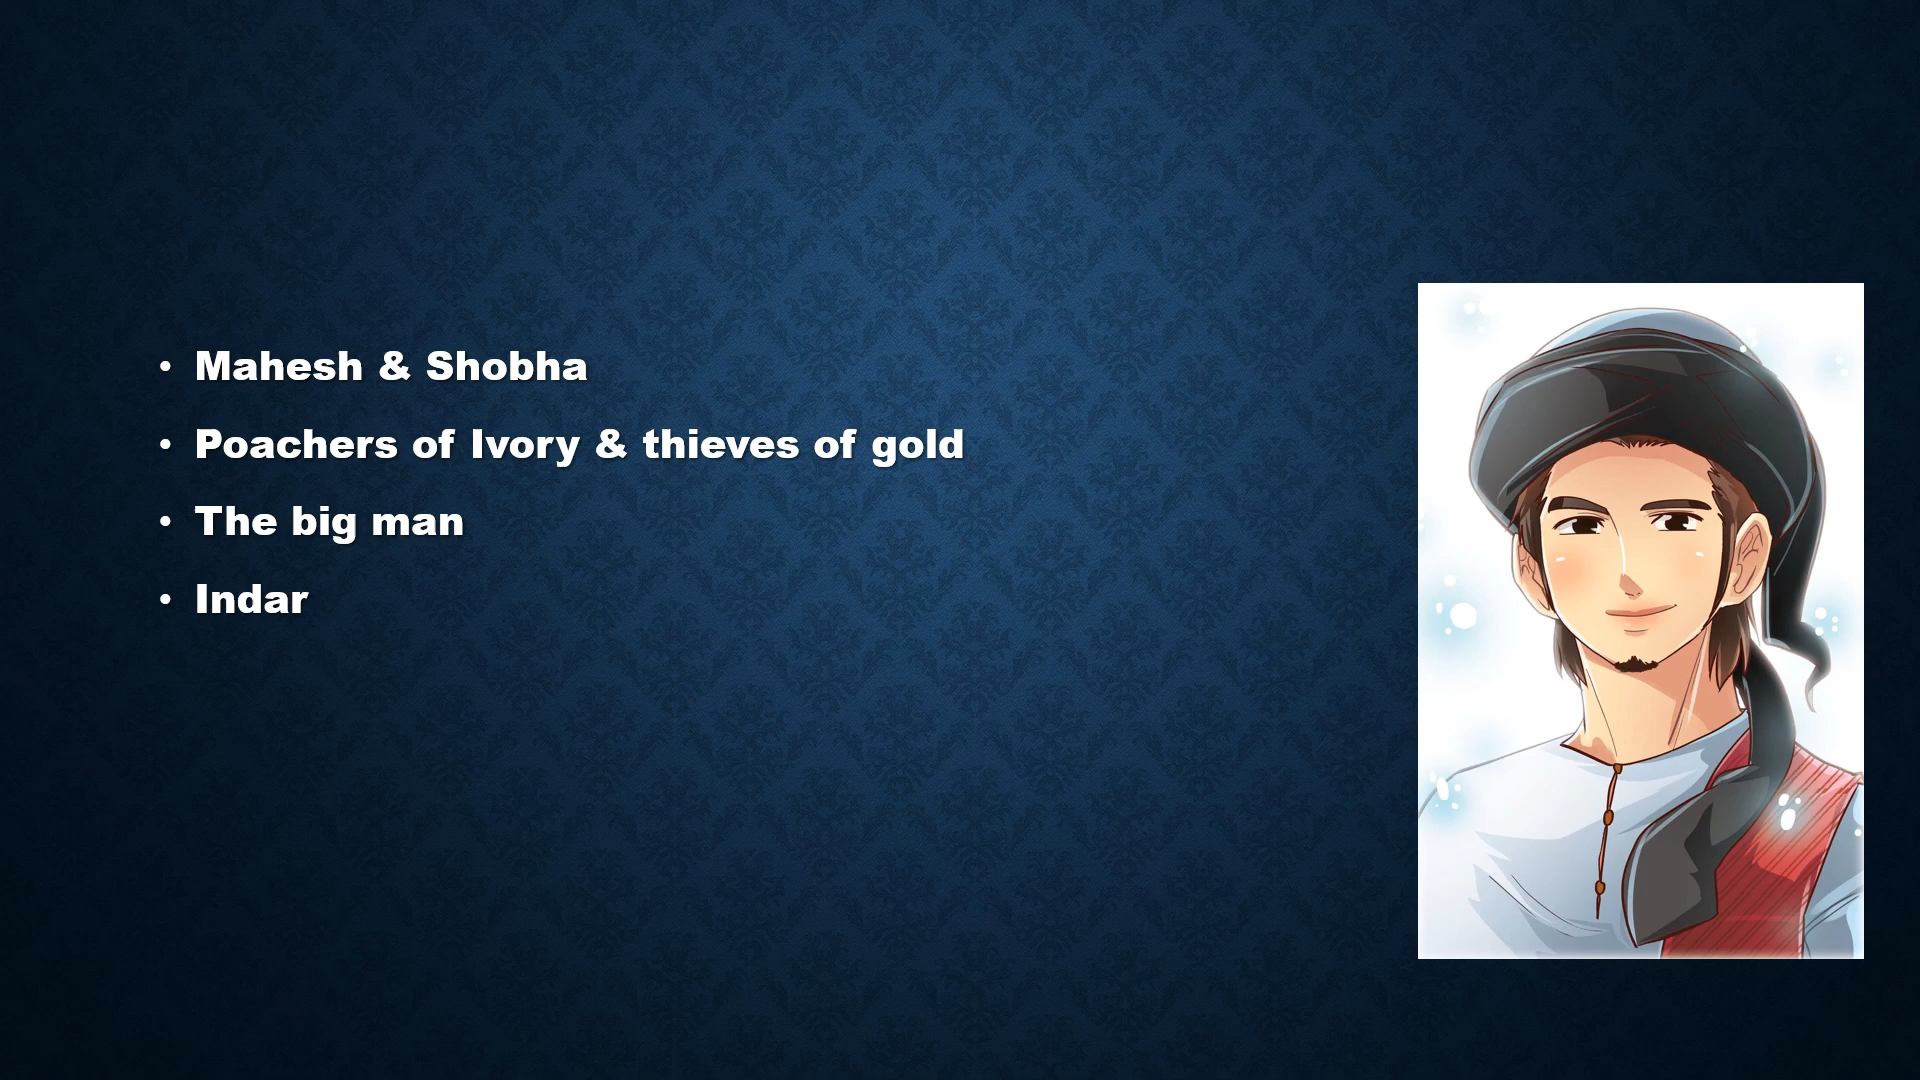 • Mahesh & Shobha
• Poachers of Ivory & thieves of gold
• The big man
• Indar